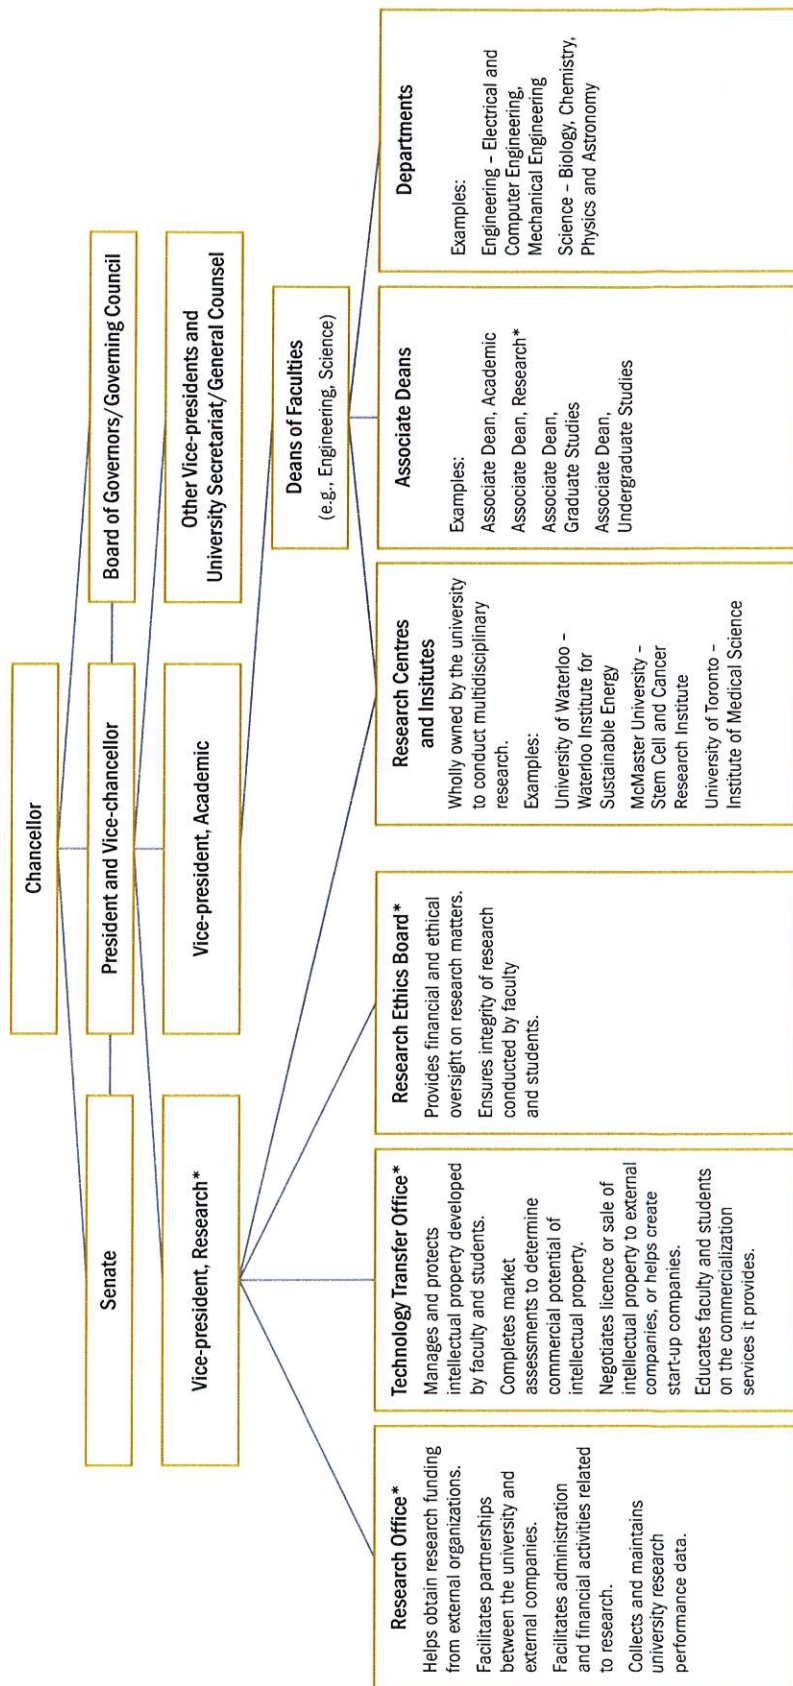 Chancellor
Senate
President and Vice-chancellor
Board of Governors/Governing Council
Vice-president, Research*
Vice-president, Academic
Other Vice-presidents and
University Secretariat/General Counsel
Deans of Faculties
(e.g., Engineering, Science)
Research Office*
Helps obtain research funding
from external organizations.
Facilitates partnerships
between the university and
external companies.
Facilitates administration
and financial activities related
to research.
Collects and maintains
university research
performance data.
Technology Transfer Office*
Manages and protects
intellectual property developed
by faculty and students.
Completes market
assessments to determine
commercial potential of
intellectual property.
Negotiates licence or sale of
intellectual property to external
companies, or helps create
start-up companies.
Educates faculty and students
on the commercialization
services it provides.
Research Ethics Board*
Provides financial and ethical
oversight on research matters.
Ensures integrity of research
conducted by faculty
and students.
Research Centres
and Insitutes
Wholly owned by the university
to conduct multidisciplinary
research.
Examples:
University of Waterloo –
Waterloo Institute for
Sustainable Energy
McMaster University –
Stem Cell and Cancer
Research Institute
University of Toronto –
Institute of Medical Science
Associate Deans
Examples:
Associate Dean, Academic
Associate Dean, Research*
Associate Dean,
Graduate Studies
Associate Dean,
Undergraduate Studies
Departments
Examples:
Engineering – Electrical and
Computer Engineering,
Mechanical Engineering
Science – Biology, Chemistry,
Physics and Astronomy